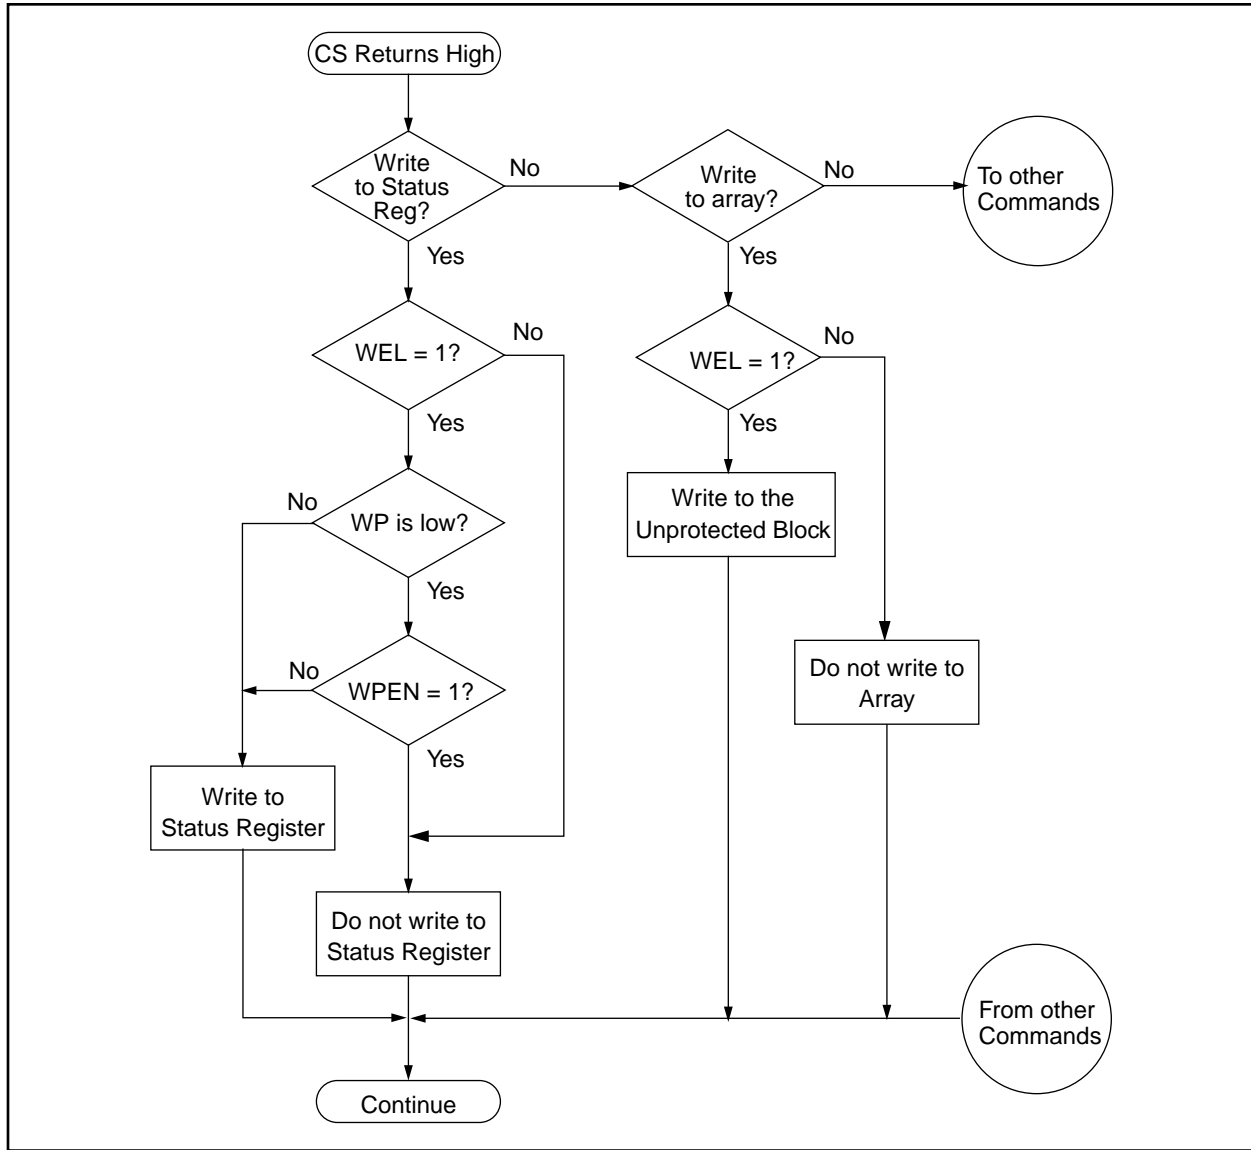 CS Returns High
Write
to Status
Reg?
No
Write
to array?
No
To other
Commands
Yes
Yes
WEL = 1?
No
WEL = 1?
No
Yes
Yes
No
WP is low?
Write to the
Unprotected Block
Yes
No
WPEN = 1?
Do not write to
Array
Yes
Write to
Status Register
Do not write to
Status Register
From other
Commands
Continue